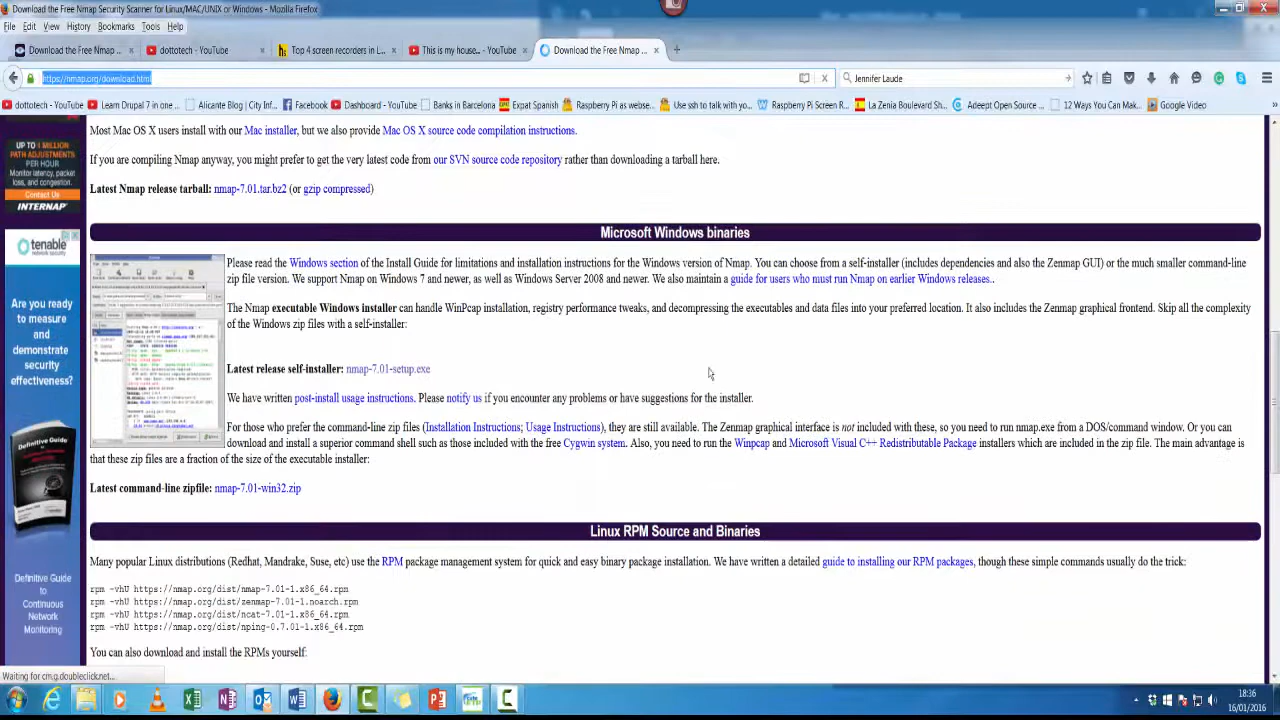 Download the Free Nmap Security Scanner for Linux/MAC/UNIX or Windows - Mozilla Firefox
File Edit View History Bookmarks Tools Help
Download the Free Nmap ...
dottotech - YouTube
Top 4 screen recorders in L...
This is my house... - YouTube
Download the Free Nmap ...
https://nmap.org/download.html
Jennifer Laude
dottotech - YouTube
Learn Drupal 7 in one ...
Alicante Blog | City Inf...
Facebook
Dashboard - YouTube
Banks in Barcelona
Expat Spanish
Raspberry Pi as webse...
Use ssh to talk with yo...
Raspberry Pi Screen R...
La Zenia Boulevard Sh...
Adeept Open Source ...
12 Ways You Can Mak...
Google Video
UP TO 1 MILLION
PATH ADJUSTMENTS
PER HOUR
Monitor latency, packet
loss, and congestion.
Contact Us
INTERNAP
tenable
network security
Are you ready
to measure
and
demonstrate
security
effectiveness?
Definitive Guide
Definitive Guide
to
Continuous
Network
Monitoring
Most Mac OS X users install with our Mac installer, but we also provide Mac OS X source code compilation instructions.
If you are compiling Nmap anyway, you might prefer to get the very latest code from our SVN source code repository rather than downloading a tarball here.
Latest Nmap release tarball: nmap-7.01.tar.bz2 (or gzip compressed)
Microsoft Windows binaries
Please read the Windows section of the Install Guide for limitations and installation instructions for the Windows version of Nmap. You can choose from a self-installer (includes dependencies and also the Zenmap GUI) or the much smaller command-line
zip file version. We support Nmap on Windows 7 and newer, as well as Windows Server 2008 and newer. We also maintain a guide for users who must run Nmap on earlier Windows releases..
The Nmap executable Windows installer can handle WinPcap installation, registry performance tweaks, and decompressing the executables and data files into your preferred location. It also includes the Zenmap graphical frontend. Skip all the complexity
of the Windows zip files with a self-installer:
Latest release self-installer: nmap-7.01-setup.exe
We have written post-install usage instructions. Please notify us if you encounter any problems or have suggestions for the installer.
For those who prefer the command-line zip files (Installation Instructions; Usage Instructions), they are still available. The Zenmap graphical interface is not included with these, so you need to run nmap.exe from a DOS/command window. Or you can
download and install a superior command shell such as those included with the free Cygwin system. Also, you need to run the Winpcap and Microsoft Visual C++ Redistributable Package installers which are included in the zip file. The main advantage is
that these zip files are a fraction of the size of the executable installer:
Latest command-line zipfile: nmap-7.01-win32.zip
Linux RPM Source and Binaries
Many popular Linux distributions (Redhat, Mandrake, Suse, etc) use the RPM package management system for quick and easy binary package installation. We have written a detailed guide to installing our RPM packages, though these simple commands usually do the trick:
rpm -vhU https://nmap.org/dist/nmap-7.01-1.x86_64.rpm
rpm -vhU https://nmap.org/dist/zenmap-7.01-1.noarch.rpm
rpm -vhU https://nmap.org/dist/ncat-7.01-1.x86_64.rpm
rpm -vhU https://nmap.org/dist/nping-0.7.01-1.x86_64.rpm
You can also download and install the RPMs yourself:
Waiting for cm.g.doubleclick.net...
18:36
16/01/2016